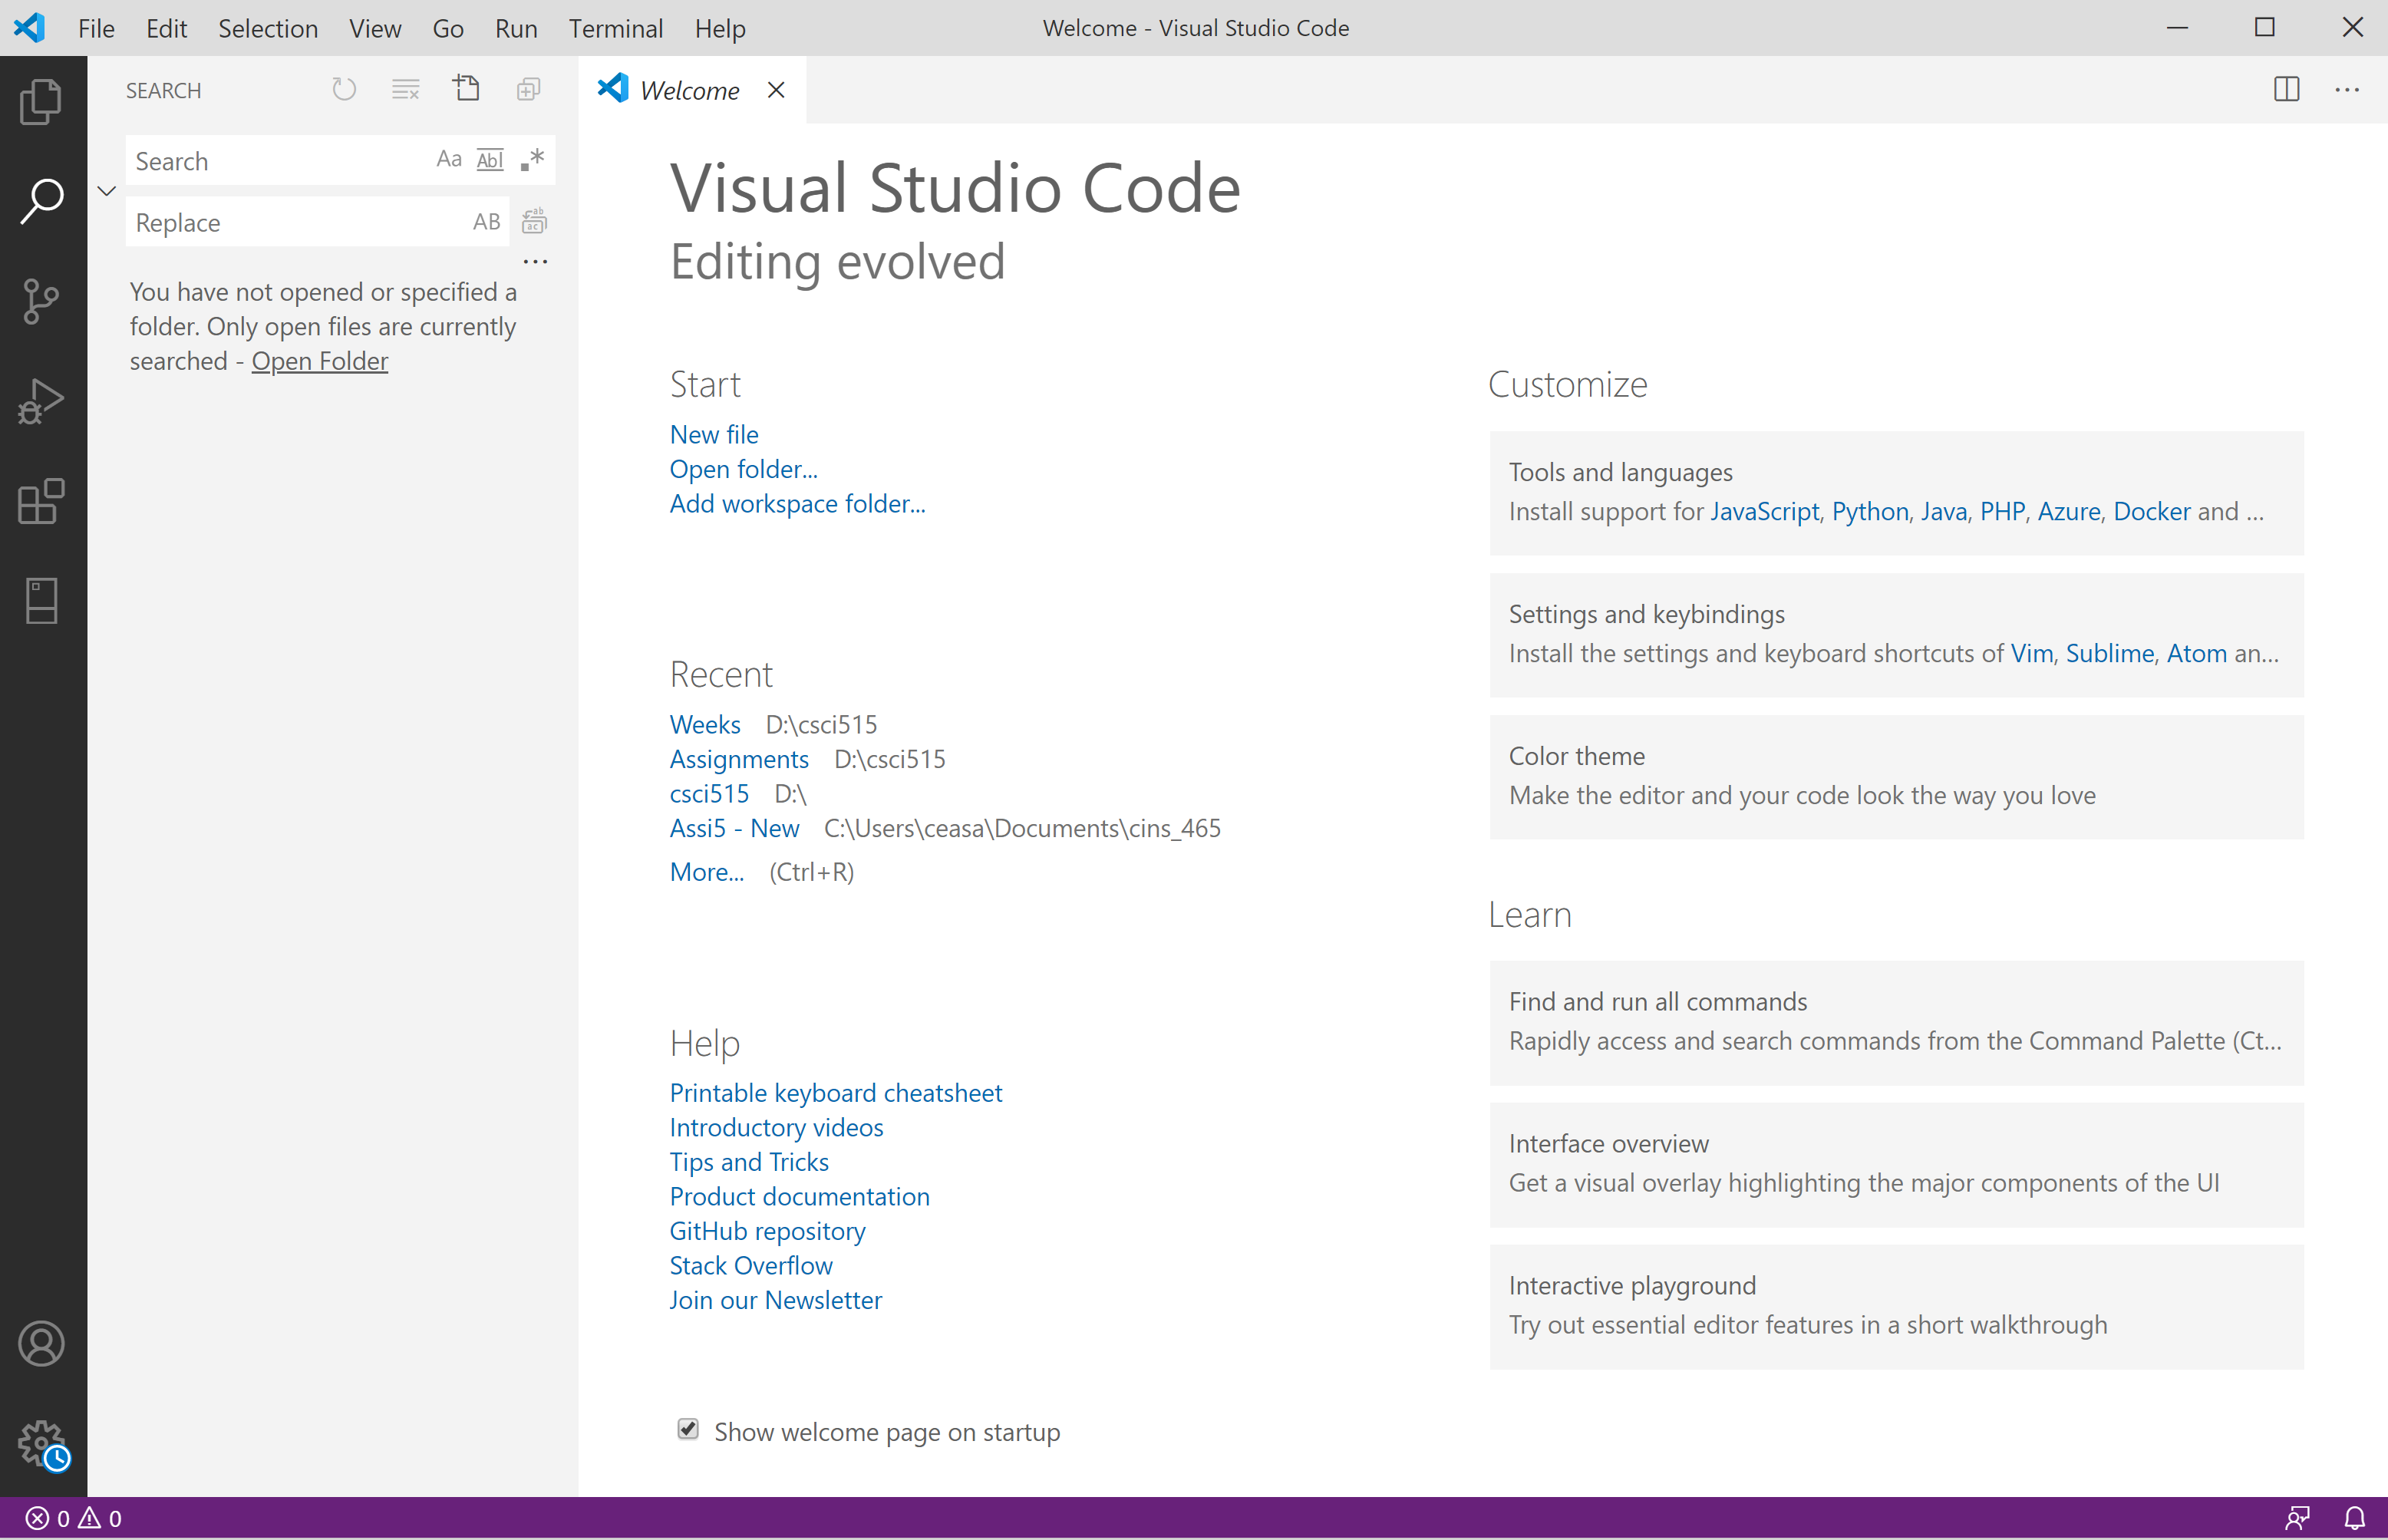 File Edit Selection View Go Run Terminal Help
Welcome - Visual Studio Code
SEARCH
Search Aa Abl .*
Replace AB
ab
ac
...
You have not opened or specified a
folder. Only open files are currently
searched - Open Folder
Welcome
...
Visual Studio Code
Editing evolved
Start
New file
Open folder...
Add workspace folder...
Recent
Weeks D:\csci515
Assignments D:\csci515
csci515 D:\
Assi5 - New C:\Users\ceasa\Documents\cins_465
More... (Ctrl+R)
Help
Printable keyboard cheatsheet
Introductory videos
Tips and Tricks
Product documentation
GitHub repository
Stack Overflow
Join our Newsletter
Show welcome page on startup
Customize
Tools and languages
Install support for JavaScript, Python, Java, PHP, Azure, Docker and ...
Settings and keybindings
Install the settings and keyboard shortcuts of Vim, Sublime, Atom an...
Color theme
Make the editor and your code look the way you love
Learn
Find and run all commands
Rapidly access and search commands from the Command Palette (Ct...
Interface overview
Get a visual overlay highlighting the major components of the UI
Interactive playground
Try out essential editor features in a short walkthrough
0 0